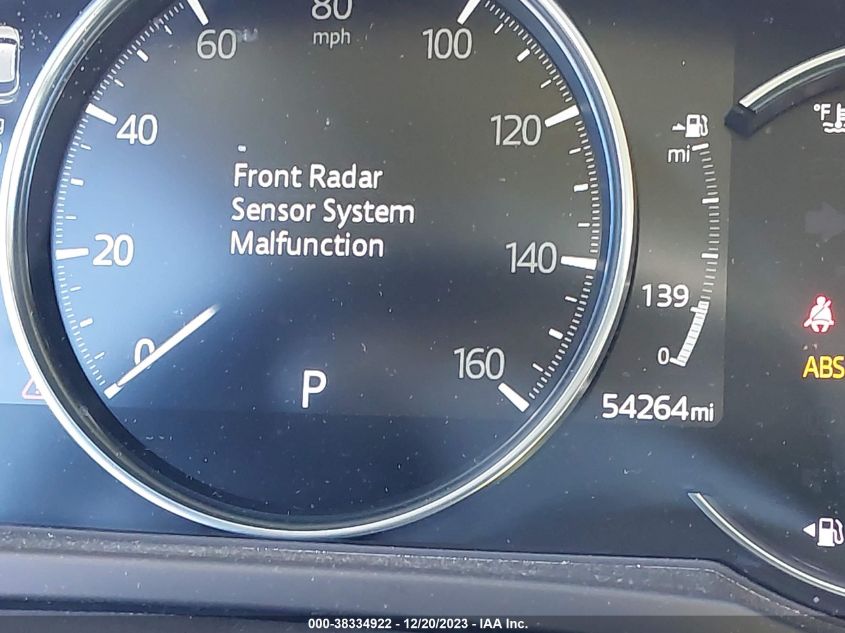 80
mph
60
100
40
120
20
140
0
160
Front Radar
Sensor System
Malfunction
P
mi
139
0
54264mi
°F
ABS
000-38334922 - 12/20/2023 - IAA Inc.